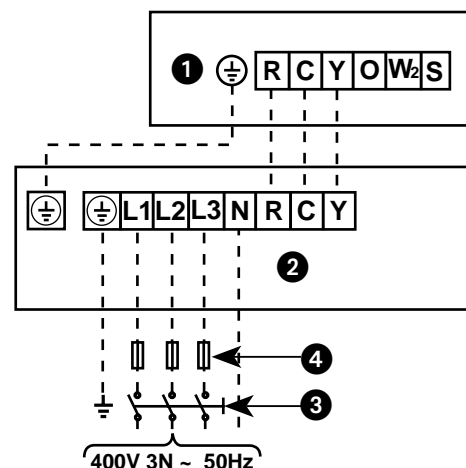 1 R C Y O W2 S
L1 L2 L3 N R C Y
2
4
3
400V 3N ~ 50Hz